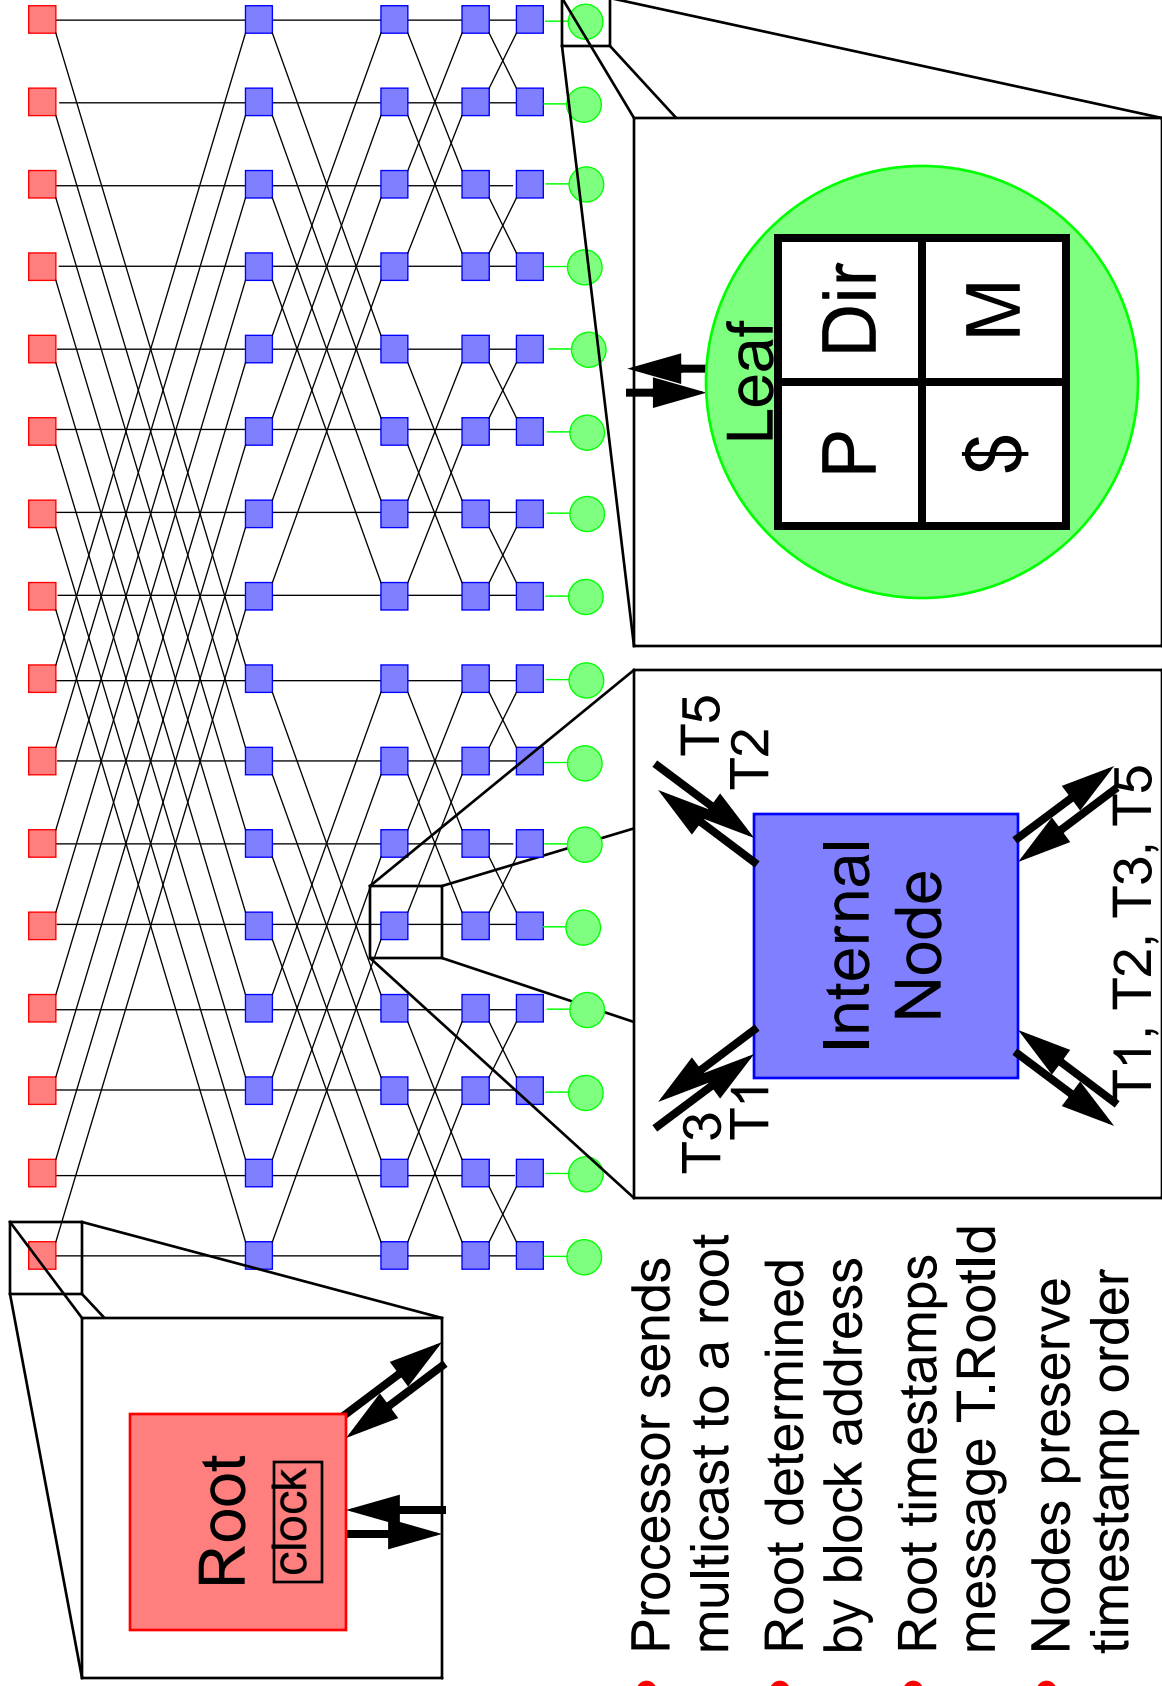 Root
clock
Processor sends
multicast to a root
Root determined
by block address
Root timestamps
message T.RootId
Nodes preserve
timestamp order
T3
T1
T5
T2
Internal
Node
T1, T2, T3, T5
Leaf
P
Dir
$
M